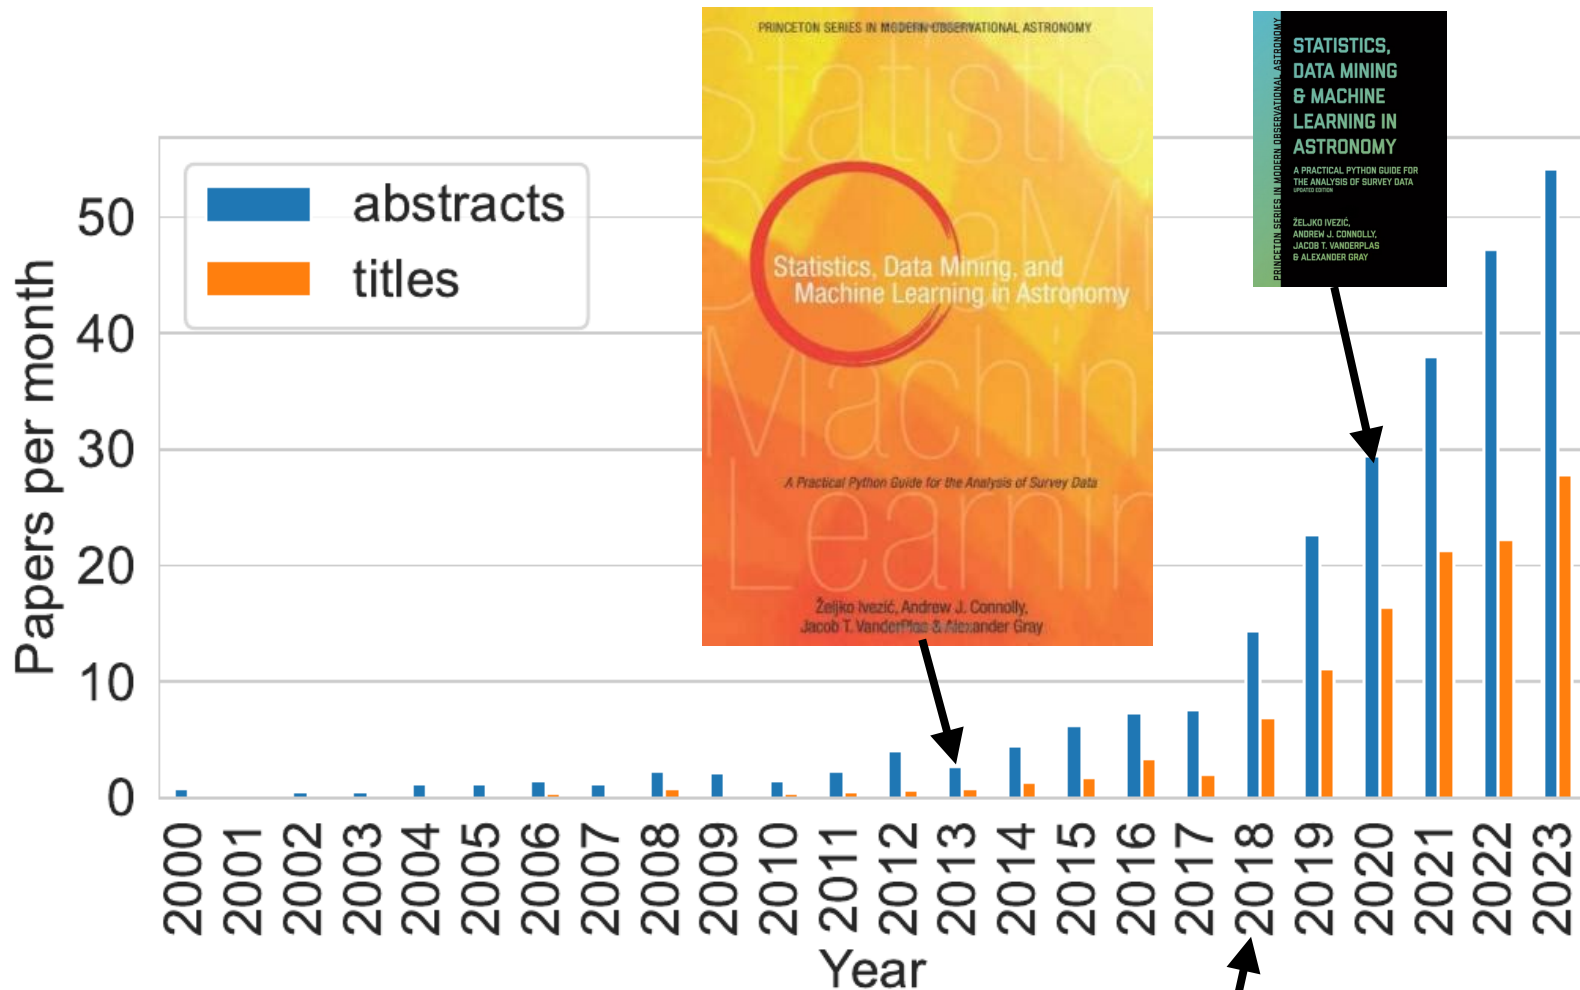 PRINCETON SERIES IN MODERN OBSERVATIONAL ASTRONOMY
Statistics, Data Mining, and
Machine Learning in Astronomy
A Practical Python Guide for the Analysis of Survey Data
Željko Ivezić, Andrew J. Connolly,
Jacob T. VanderPlas & Alexander Gray
Statistic
Data Mi
Machin
Learnin
PRINCETON SERIES IN MODERN OBSERVATIONAL ASTRONOMY
STATISTICS,
DATA MINING
& MACHINE
LEARNING IN
ASTRONOMY
A PRACTICAL PYTHON GUIDE FOR
THE ANALYSIS OF SURVEY DATA
UPDATED EDITION
ŽELJKO IVEZIĆ,
ANDREW J. CONNOLLY,
JACOB T. VANDERPLAS
& ALEXANDER GRAY
abstracts
titles
Papers per month
50
40
30
20
10
0
2000 2001 2002 2003 2004 2005 2006 2007 2008 2009 2010 2011 2012 2013 2014 2015 2016 2017 2018 2019 2020 2021 2022 2023
Year